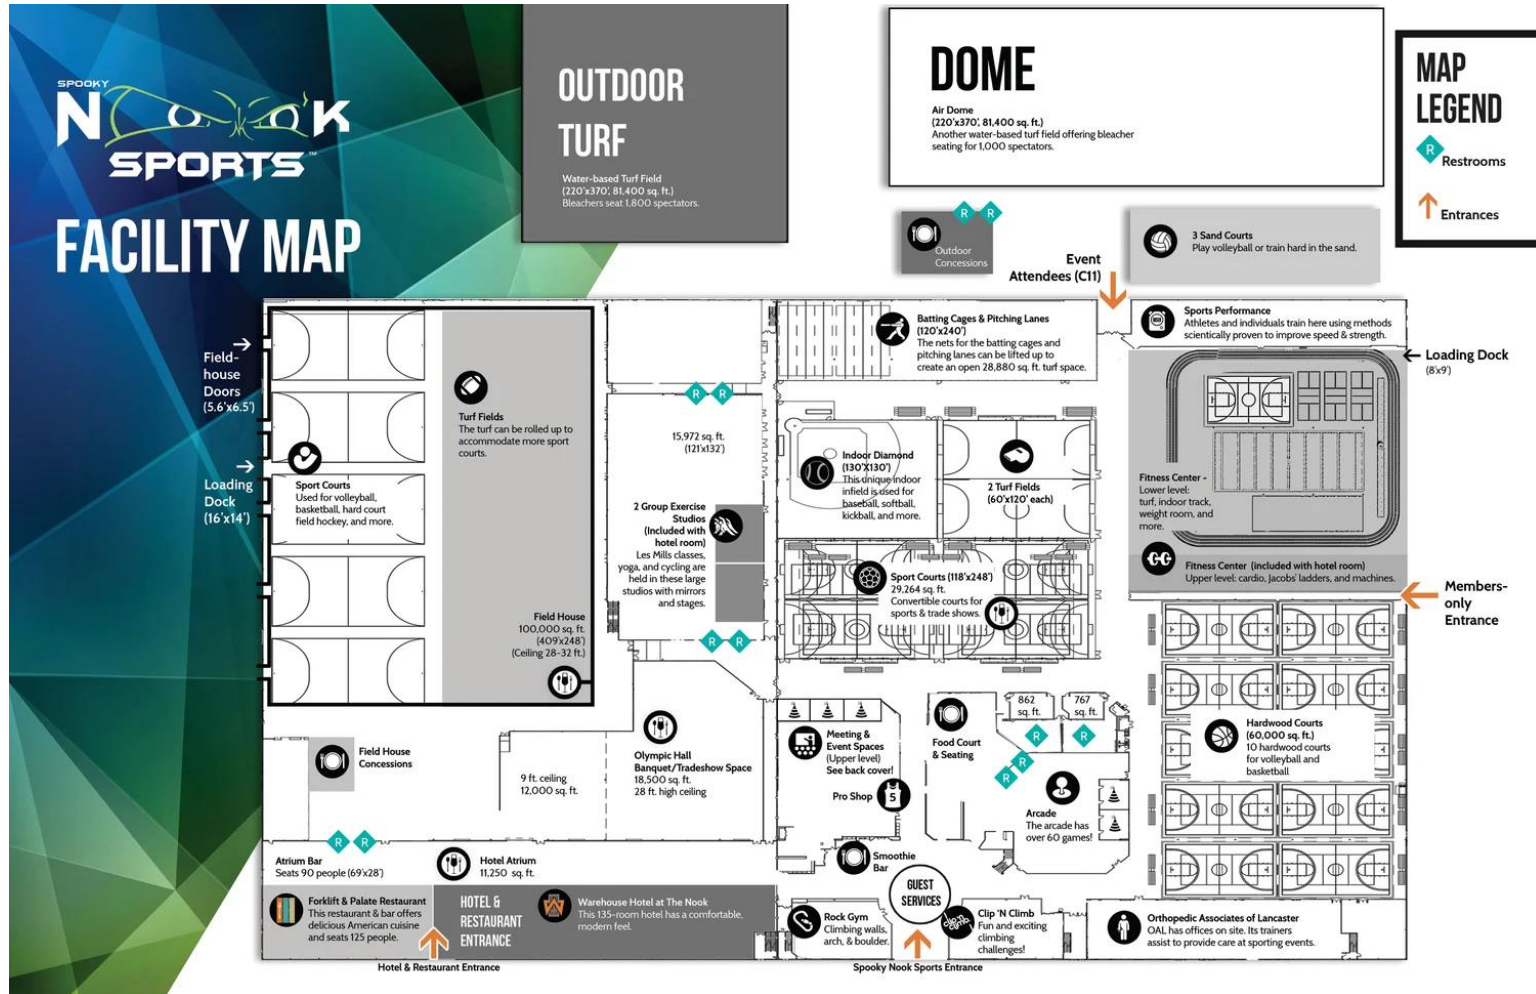 SPOOKY
NOOK
SPORTS™
FACILITY MAP
OUTDOOR
TURF
Water-based Turf Field
(220'x370', 81,400 sq. ft.)
Bleachers seat 1,800 spectators.
DOME
Air Dome
(220'x370', 81,400 sq. ft.)
Another water-based turf field offering bleacher
seating for 1,000 spectators.
MAP
LEGEND
R
Restrooms
Entrances
R R
Outdoor
Concessions
3 Sand Courts
Play volleyball or train hard in the sand.
Event
Attendees (C11)
Field-
house
Doors
(5.6'x6.5')
Loading
Dock
(16'x14')
Turf Fields
The turf can be rolled up to
accommodate more sport
courts.
Sport Courts
Used for volleyball,
basketball, hard court
field hockey, and more.
Field House
100,000 sq. ft.
(409'x248')
(Ceiling 28-32 ft.)
R R
15,972 sq. ft.
(121'x132')
2 Group Exercise
Studios
(Included with
hotel room)
Les Mills classes,
yoga, and cycling are
held in these large
studios with mirrors
and stages.
R R
Batting Cages & Pitching Lanes
(120'x240')
The nets for the batting cages and
pitching lanes can be lifted up to
create an open 28,880 sq. ft. turf space.
Indoor Diamond
(130'X130')
This unique indoor
infield is used for
baseball, softball,
kickball, and more.
2 Turf Fields
(60'x120' each)
Sport Courts (118'x248')
29,264 sq. ft.
Convertible courts for
sports & trade shows.
Sports Performance
Athletes and individuals train here using methods
scientically proven to improve speed & strength.
Loading Dock
(8'x9')
Fitness Center -
Lower level:
turf, indoor track,
weight room, and
more.
Fitness Center (included with hotel room)
Upper level: cardio, Jacobs' ladders, and machines.
Members-
only
Entrance
Hardwood Courts
(60,000 sq. ft.)
10 hardwood courts
for volleyball and
basketball
Field House
Concessions
9 ft. ceiling
12,000 sq. ft.
Olympic Hall
Banquet/Tradeshow Space
18,500 sq. ft.
28 ft. high ceiling
Meeting &
Event Spaces
(Upper level)
See back cover!
Pro Shop
5
Smoothie
Bar
Food Court
& Seating
862
sq. ft.
767
sq. ft.
R R
R R
Arcade
The arcade has
over 60 games!
R R
Atrium Bar
Seats 90 people (69'x28')
Hotel Atrium
11,250 sq. ft.
Forklift & Palate Restaurant
This restaurant & bar offers
delicious American cuisine
and seats 125 people.
HOTEL &
RESTAURANT
ENTRANCE
Warehouse Hotel at The Nook
This 135-room hotel has a comfortable,
modern feel.
Rock Gym
Climbing walls,
arch, & boulder.
GUEST
SERVICES
clip 'n climb
Clip 'N Climb
Fun and exciting
climbing
challenges!
Orthopedic Associates of Lancaster
OAL has offices on site. Its trainers
assist to provide care at sporting events.
Hotel & Restaurant Entrance
Spooky Nook Sports Entrance